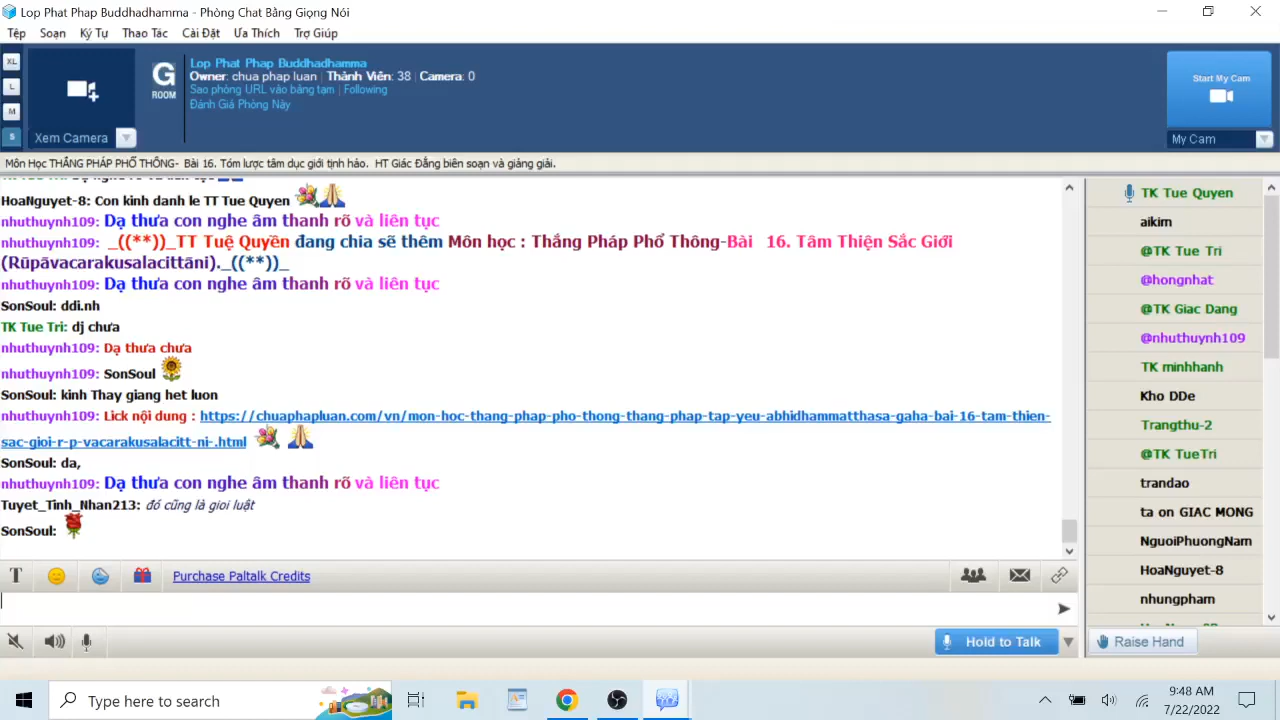 Lop Phat Phap Buddhadhamma - Phòng Chat Bằng Giọng Nói
Tệp Soạn Ký Tự Thao Tác Cài Đặt Ưa Thích Trợ Giúp
XL
L
M
S
Xem Camera
G
ROOM
Lop Phat Phap Buddhadhamma
Owner: chua phap luan | Thành Viên: 38 | Camera: 0
Sao phòng URL vào bảng tạm | Following
Đánh Giá Phòng Này
Start My Cam
My Cam
Môn Học THẮNG PHÁP PHỔ THÔNG- Bài 16. Tóm lược tâm dục giới tịnh hảo. HT Giác Đẳng biên soạn và giảng giải.
HoaNguyet-8: Con kinh danh le TT Tue Quyen
nhuthuynh109: Dạ thưa con nghe âm thanh rõ và liên tục
nhuthuynh109: _((**))_TT Tuệ Quyền đang chia sẽ thêm Môn học : Thắng Pháp Phổ Thông-Bài 16. Tâm Thiện Sắc Giới
(Rūpāvacarakusalacittāni)._((**))_
nhuthuynh109: Dạ thưa con nghe âm thanh rõ và liên tục
SonSoul: ddi.nh
TK Tue Tri: dj chưa
nhuthuynh109: Dạ thưa chưa
nhuthuynh109: SonSoul
SonSoul: kinh Thay giang het luon
nhuthuynh109: Lick nội dung : https://chuaphapluan.com/vn/mon-hoc-thang-phap-pho-thong-thang-phap-tap-yeu-abhidhammatthasa-gaha-bai-16-tam-thien-
sac-gioi-r-p-vacarakusalacitt-ni-.html
SonSoul: da,
nhuthuynh109: Dạ thưa con nghe âm thanh rõ và liên tục
Tuyet_Tinh_Nhan213: đó cũng là gioi luật
SonSoul:
TK Tue Quyen
aikim
@TK Tue Tri
@hongnhat
@TK Giac Dang
@nhuthuynh109
TK minhhanh
Kho DDe
Trangthu-2
@TK TueTri
trandao
ta on GIAC MONG
NguoiPhuongNam
HoaNguyet-8
nhungpham
T
Purchase Paltalk Credits
Hold to Talk
Raise Hand
Type here to search
9:48 AM
7/22/2022